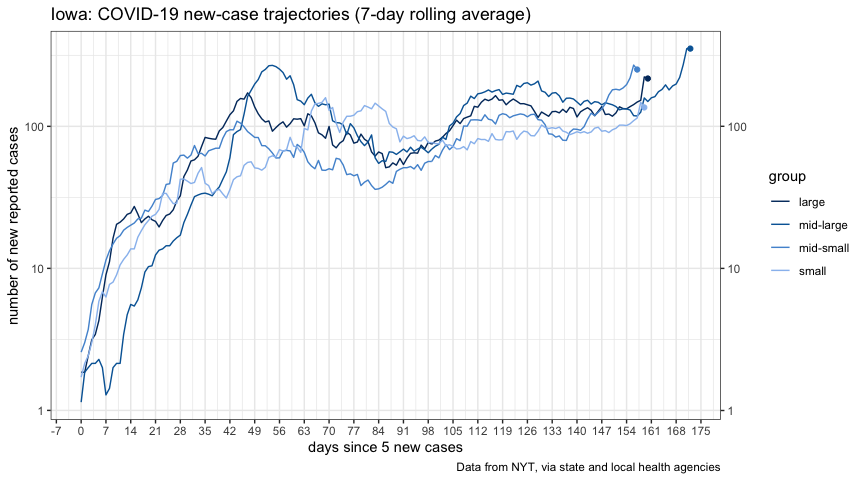 Iowa: COVID-19 new-case trajectories (7-day rolling average)
number of new reported cases
100
10
1
100
10
1
-7 0 7 14 21 28 35 42 49 56 63 70 77 84 91 98 105 112 119 126 133 140 147 154 161 168 175
days since 5 new cases
Data from NYT, via state and local health agencies
group
large
mid-large
mid-small
small